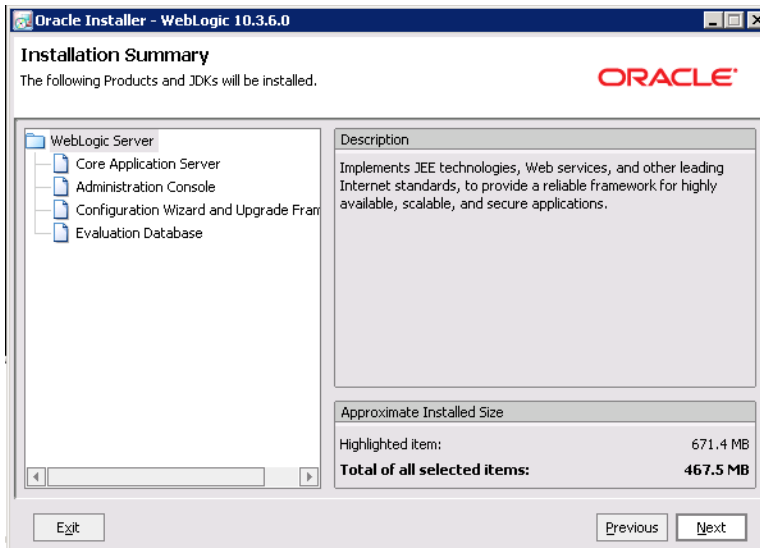 Oracle Installer - WebLogic 10.3.6.0
Installation Summary
The following Products and JDKs will be installed.
ORACLE
WebLogic Server
Core Application Server
Administration Console
Configuration Wizard and Upgrade Fram
Evaluation Database
Description
Implements JEE technologies, Web services, and other leading
Internet standards, to provide a reliable framework for highly
available, scalable, and secure applications.
Approximate Installed Size
Highlighted item: 671.4 MB
Total of all selected items: 467.5 MB
Exit
Previous
Next